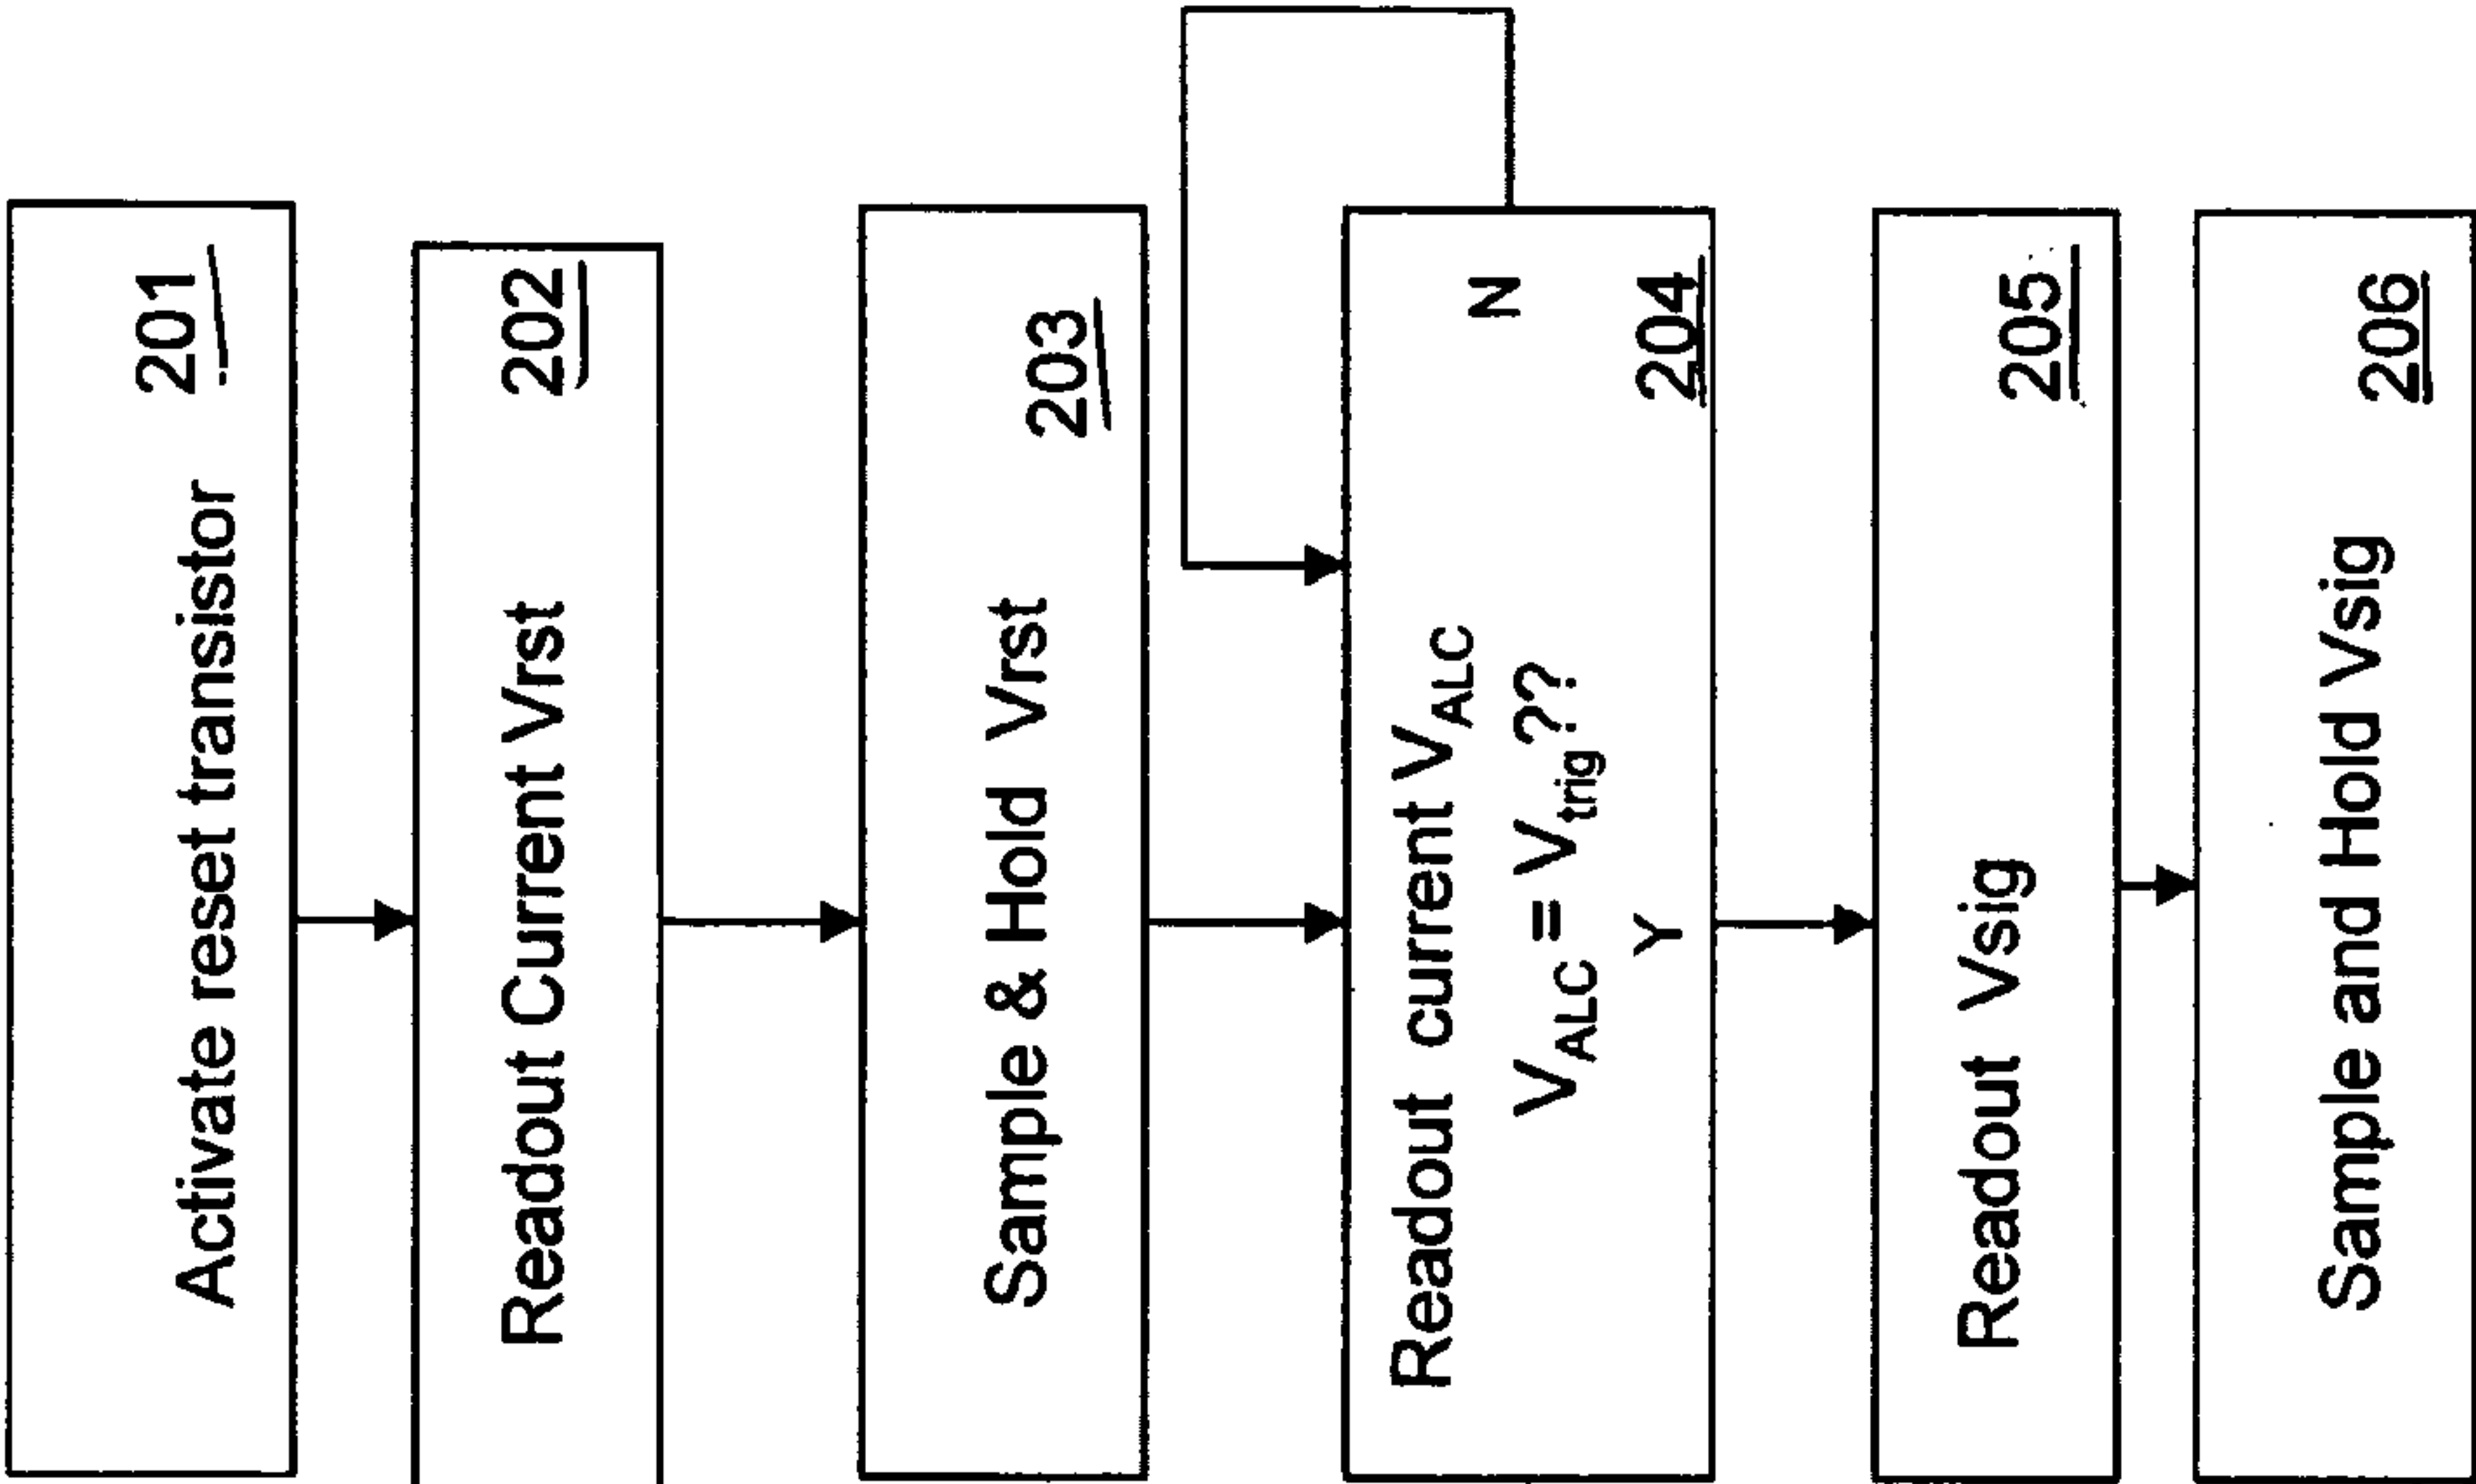 Activate reset transistor 201
Readout Current Vrst 202
Sample & Hold Vrst 203
Readout current VALC
VALC = Vtrig ??
N
Y
204
Readout Vsig 205
Sample and Hold Vsig 206